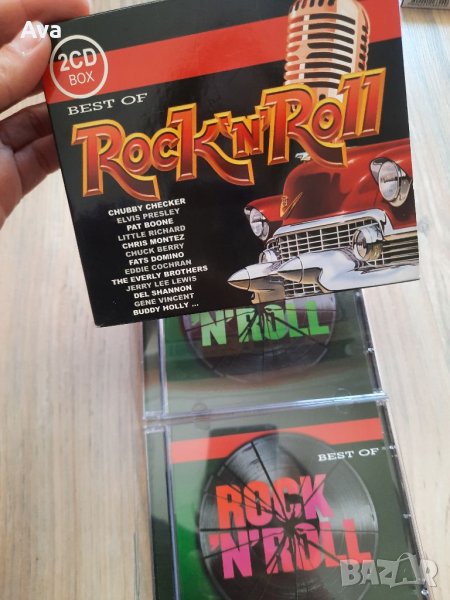 Ava
2CD
BOX
BEST OF
ROCK'N'ROLL
CHUBBY CHECKER
ELVIS PRESLEY
PAT BOONE
LITTLE RICHARD
CHRIS MONTEZ
CHUCK BERRY
FATS DOMINO
EDDIE COCHRAN
THE EVERLY BROTHERS
JERRY LEE LEWIS
DEL SHANNON
GENE VINCENT
BUDDY HOLLY ...
'N'ROLL
BEST OF
ROCK
'N'ROLL
BAZAR